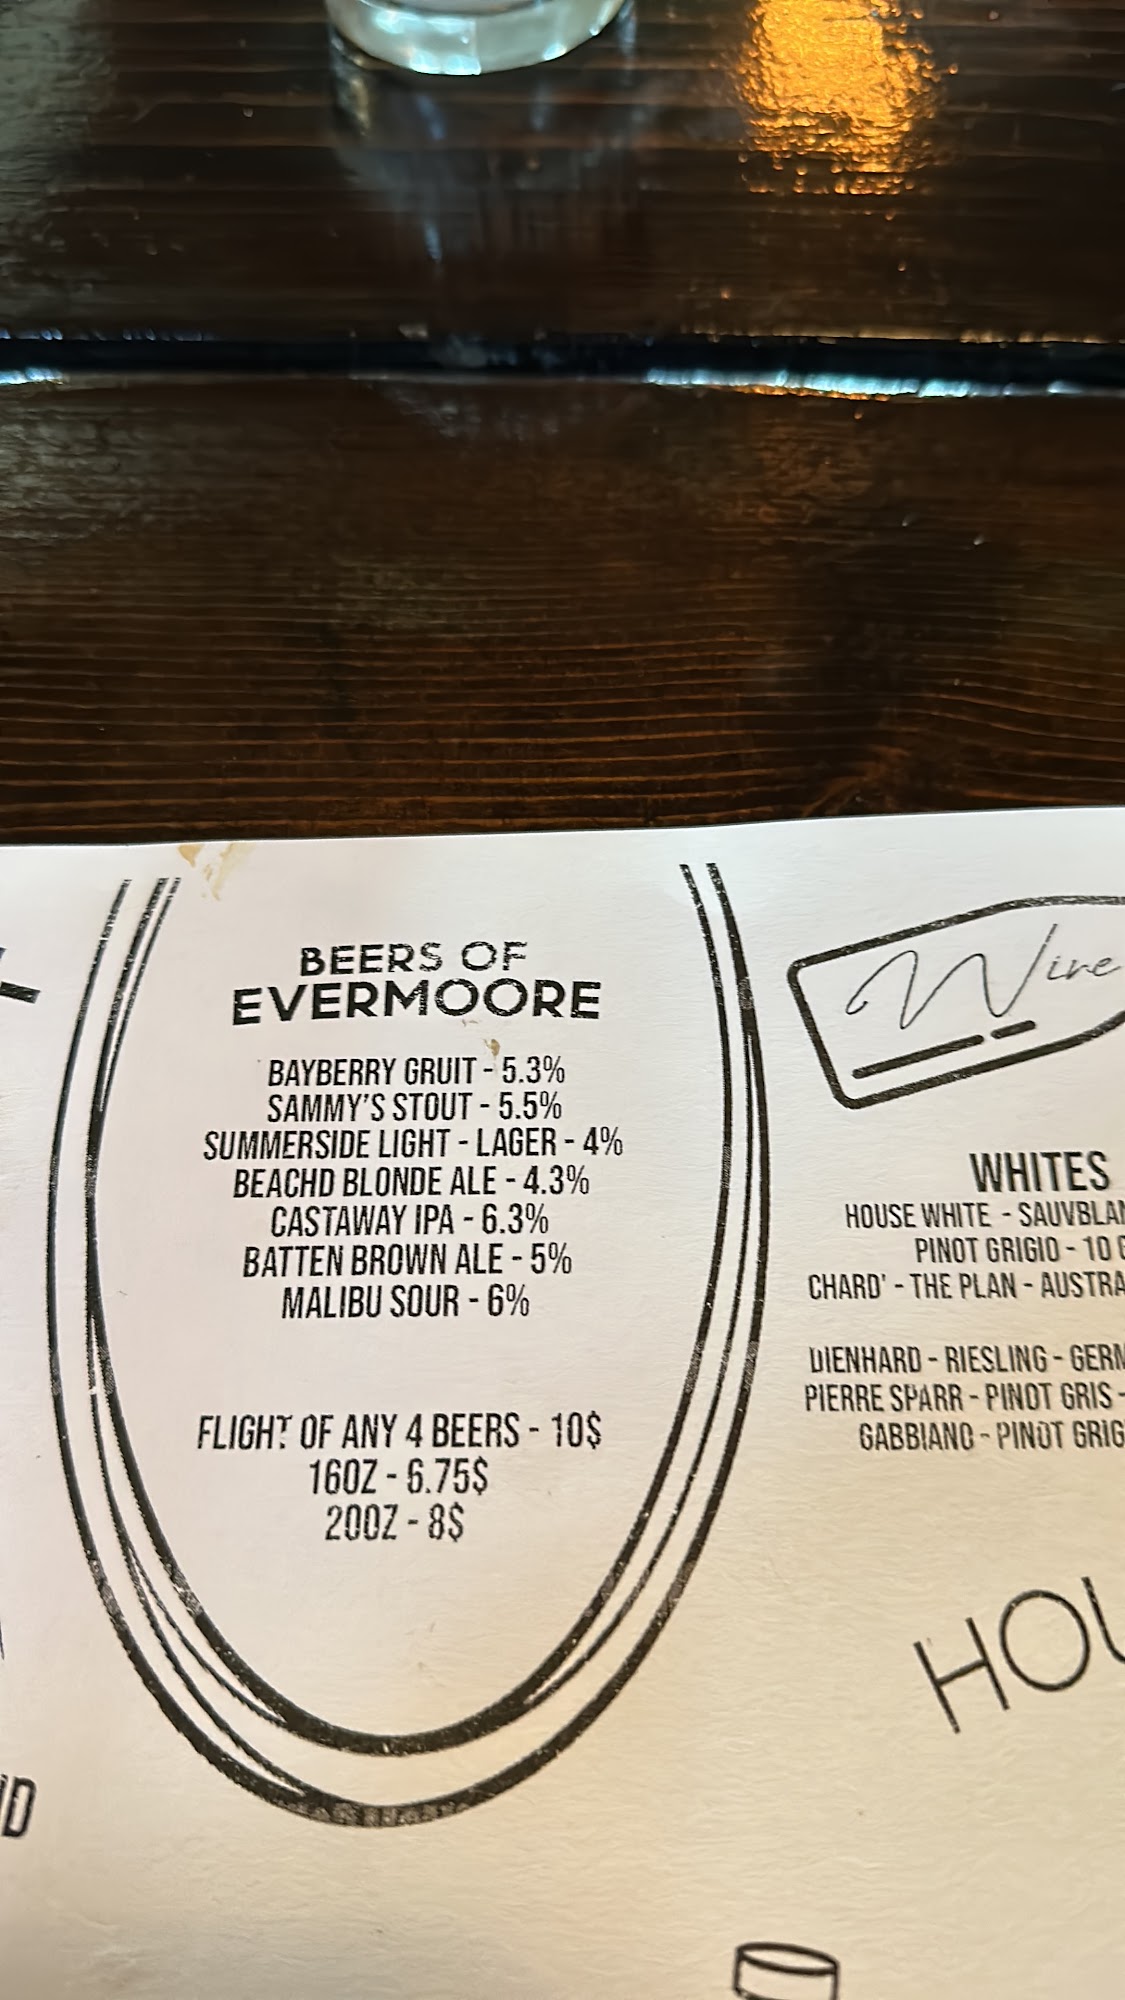 BEERS OF
EVERMOORE
BAYBERRY GRUIT - 5.3%
SAMMY'S STOUT - 5.5%
SUMMERSIDE LIGHT - LAGER - 4%
BEACHD BLONDE ALE - 4.3%
CASTAWAY IPA - 6.3%
BATTEN BROWN ALE - 5%
MALIBU SOUR - 6%
FLIGHT OF ANY 4 BEERS - 10$
16OZ - 6.75$
20OZ - 8$
Wine
WHITES
HOUSE WHITE - SAUVBLAN
PINOT GRIGIO - 10
CHARD' - THE PLAN - AUSTRA
DIENHARD - RIESLING - GERM
PIERRE SPARR - PINOT GRIS -
GABBIANO - PINOT GRIG
HOU